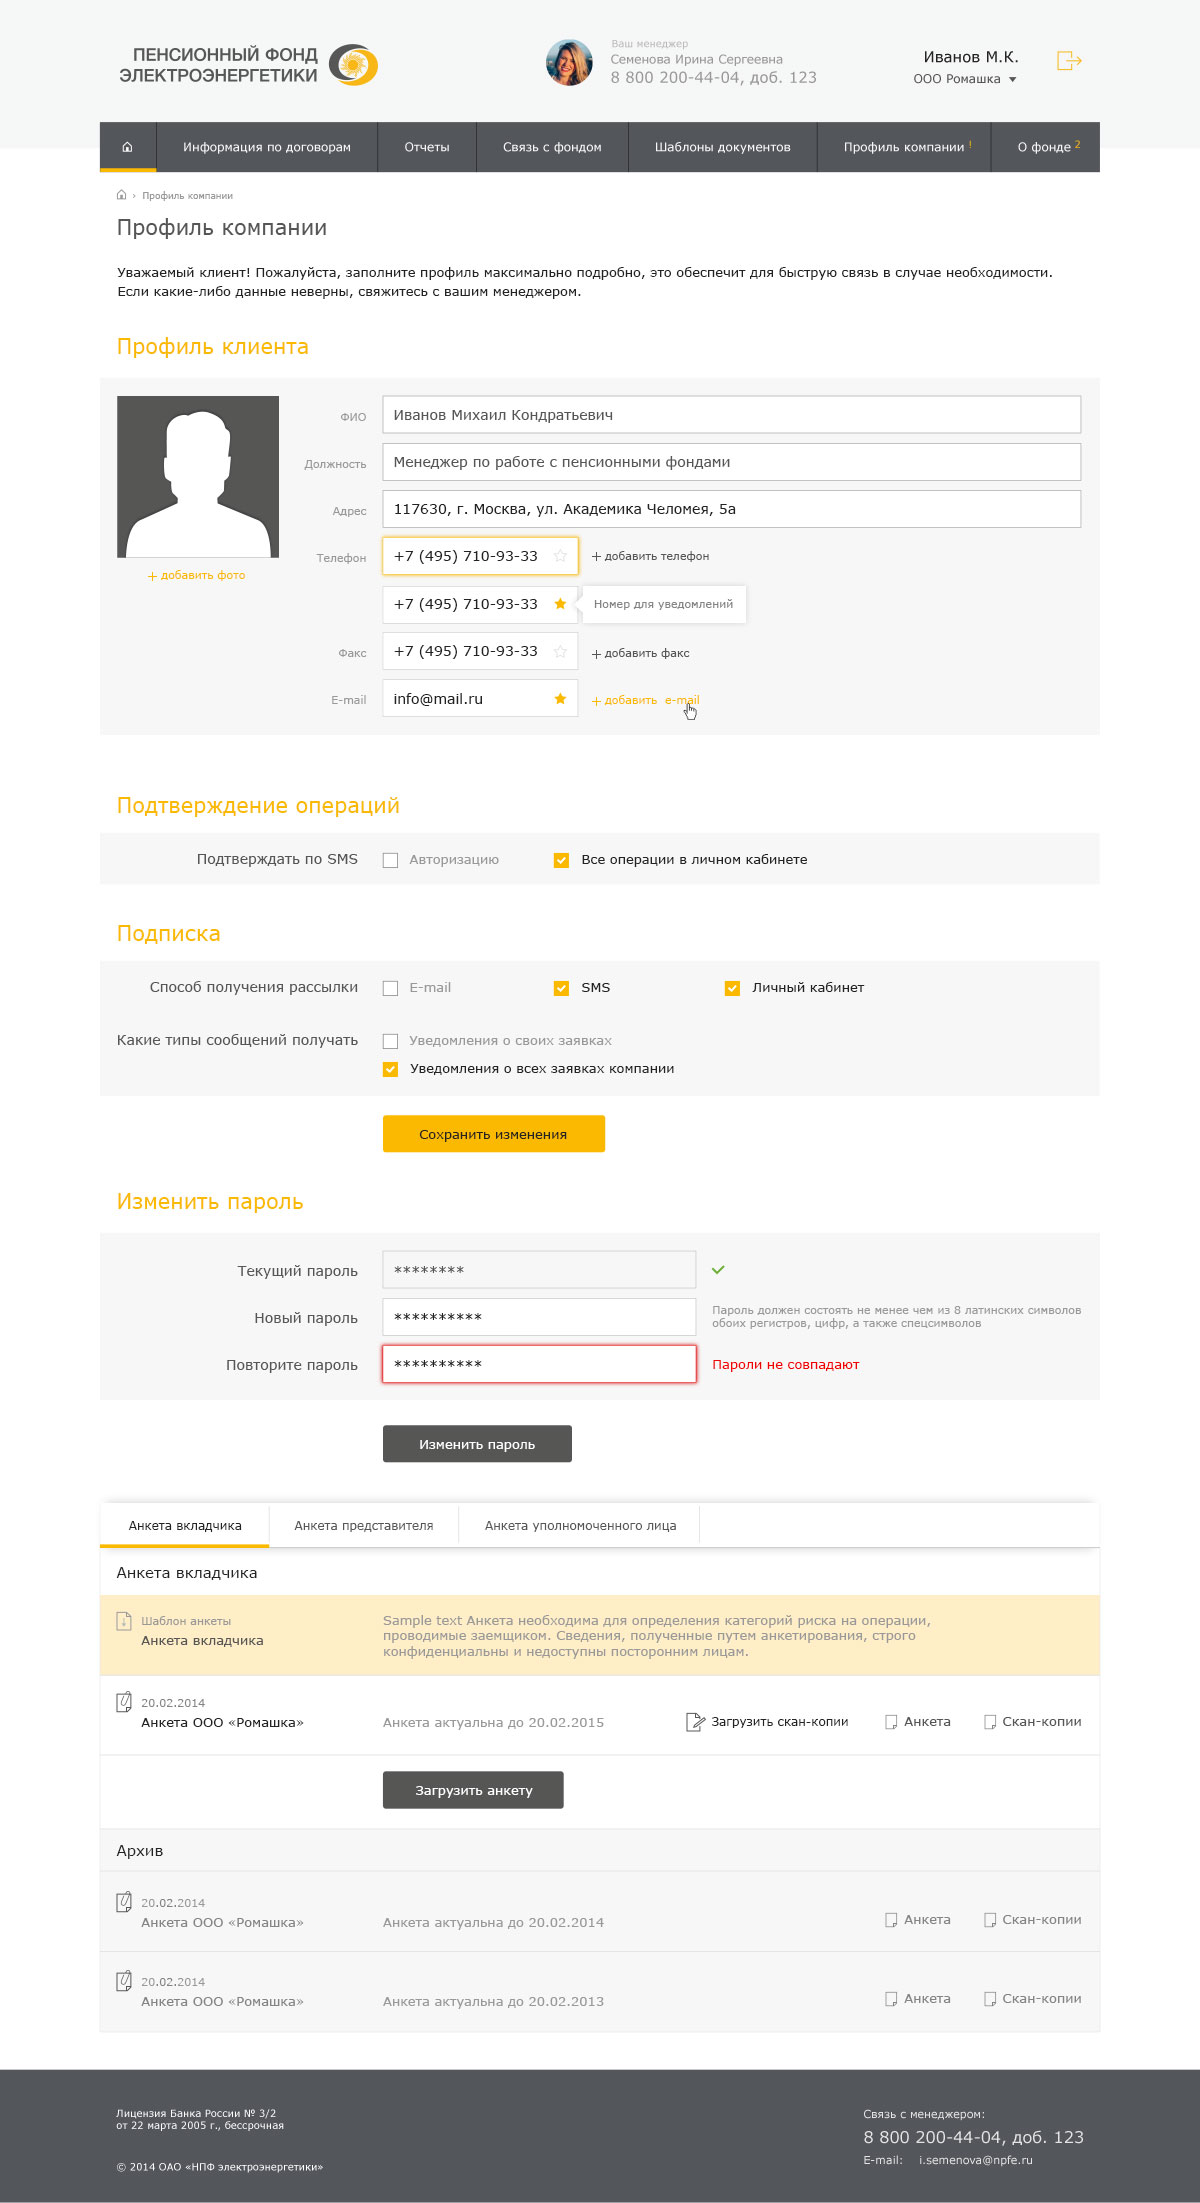 ПЕНСИОННЫЙ ФОНД
ЭЛЕКТРОЭНЕРГЕТИКИ
Ваш менеджер
Семенова Ирина Сергеевна
8 800 200-44-04, доб. 123
Иванов М.К.
ООО Ромашка
Информация по договорам
Отчеты
Связь с фондом
Шаблоны документов
Профиль компании !
О фонде 2
› Профиль компании
Профиль компании
Уважаемый клиент! Пожалуйста, заполните профиль максимально подробно, это обеспечит для быструю связь в случае необходимости.
Если какие-либо данные неверны, свяжитесь с вашим менеджером.
Профиль клиента
ФИО
Иванов Михаил Кондратьевич
Должность
Менеджер по работе с пенсионными фондами
Адрес
117630, г. Москва, ул. Академика Челомея, 5а
Телефон
+7 (495) 710-93-33
+ добавить телефон
+ добавить фото
+7 (495) 710-93-33
Номер для уведомлений
Факс
+7 (495) 710-93-33
+ добавить факс
E-mail
info@mail.ru
+ добавить e-mail
Подтверждение операций
Подтверждать по SMS
Авторизацию
Все операции в личном кабинете
Подписка
Способ получения рассылки
E-mail
SMS
Личный кабинет
Какие типы сообщений получать
Уведомления о своих заявках
Уведомления о всех заявках компании
Сохранить изменения
Изменить пароль
Текущий пароль
********
Новый пароль
**********
Пароль должен состоять не менее чем из 8 латинских символов
обоих регистров, цифр, а также спецсимволов
Повторите пароль
**********
Пароли не совпадают
Изменить пароль
Анкета вкладчика
Анкета представителя
Анкета уполномоченного лица
Анкета вкладчика
Шаблон анкеты
Анкета вкладчика
Sample text Анкета необходима для определения категорий риска на операции,
проводимые заемщиком. Сведения, полученные путем анкетирования, строго
конфиденциальны и недоступны посторонним лицам.
20.02.2014
Анкета ООО «Ромашка»
Анкета актуальна до 20.02.2015
Загрузить скан-копии
Анкета
Скан-копии
Загрузить анкету
Архив
20.02.2014
Анкета ООО «Ромашка»
Анкета актуальна до 20.02.2014
Анкета
Скан-копии
20.02.2014
Анкета ООО «Ромашка»
Анкета актуальна до 20.02.2013
Анкета
Скан-копии
Лицензия Банка России № 3/2
от 22 марта 2005 г., бессрочная
© 2014 ОАО «НПФ электроэнергетики»
Связь с менеджером:
8 800 200-44-04, доб. 123
E-mail: i.semenova@npfe.ru